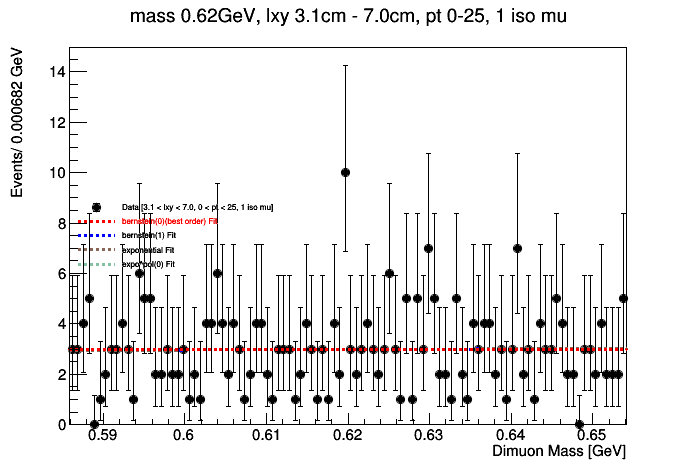 mass 0.62GeV, lxy 3.1cm - 7.0cm, pt 0-25, 1 iso mu
Events/ 0.000682 GeV
14
12
10
8
6
4
2
0
Data [3.1 < lxy < 7.0, 0 < pt < 25, 1 iso mu]
bernstein(0)(best order) Fit
bernstein(1) Fit
exponential Fit
expo*pol(0) Fit
0.59 0.6 0.61 0.62 0.63 0.64 0.65
Dimuon Mass [GeV]